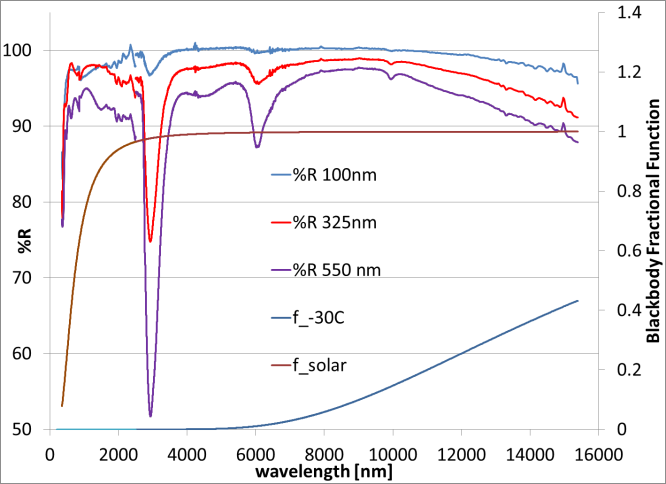 100
90
80
70
60
50
%R
0 2000 4000 6000 8000 10000 12000 14000 16000
wavelength [nm]
1.4
1.2
1
0.8
0.6
0.4
0.2
0
Blackbody Fractional Function
%R 100nm
%R 325nm
%R 550 nm
f_-30C
f_solar